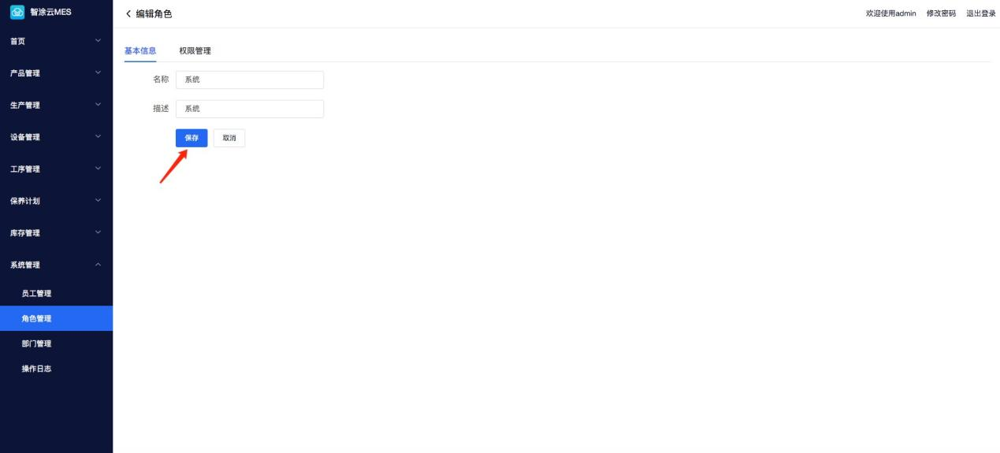 智涂云MES
首页
产品管理
生产管理
设备管理
工序管理
保养计划
库存管理
系统管理
员工管理
角色管理
部门管理
操作日志
编辑角色
欢迎使用admin 修改密码 退出登录
基本信息 权限管理
名称 系统
描述 系统
保存 取消